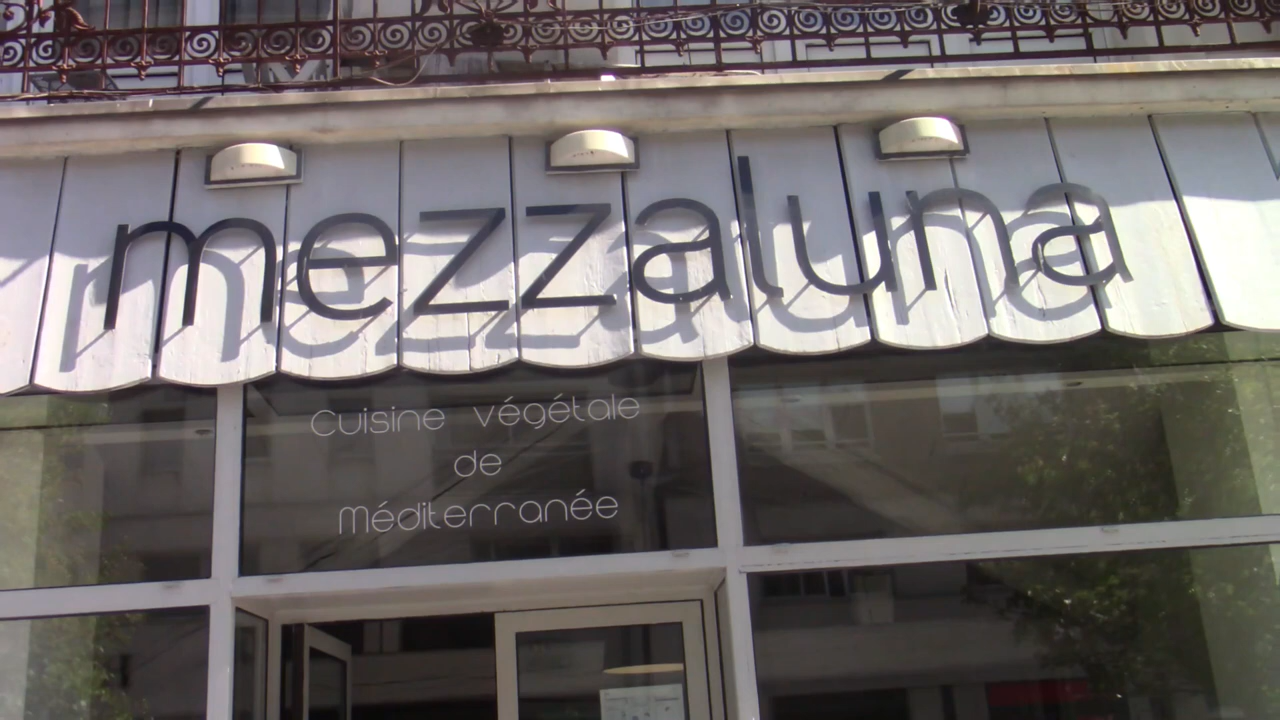 mezzaluna
Cuisine végétale
de
Méditerranée